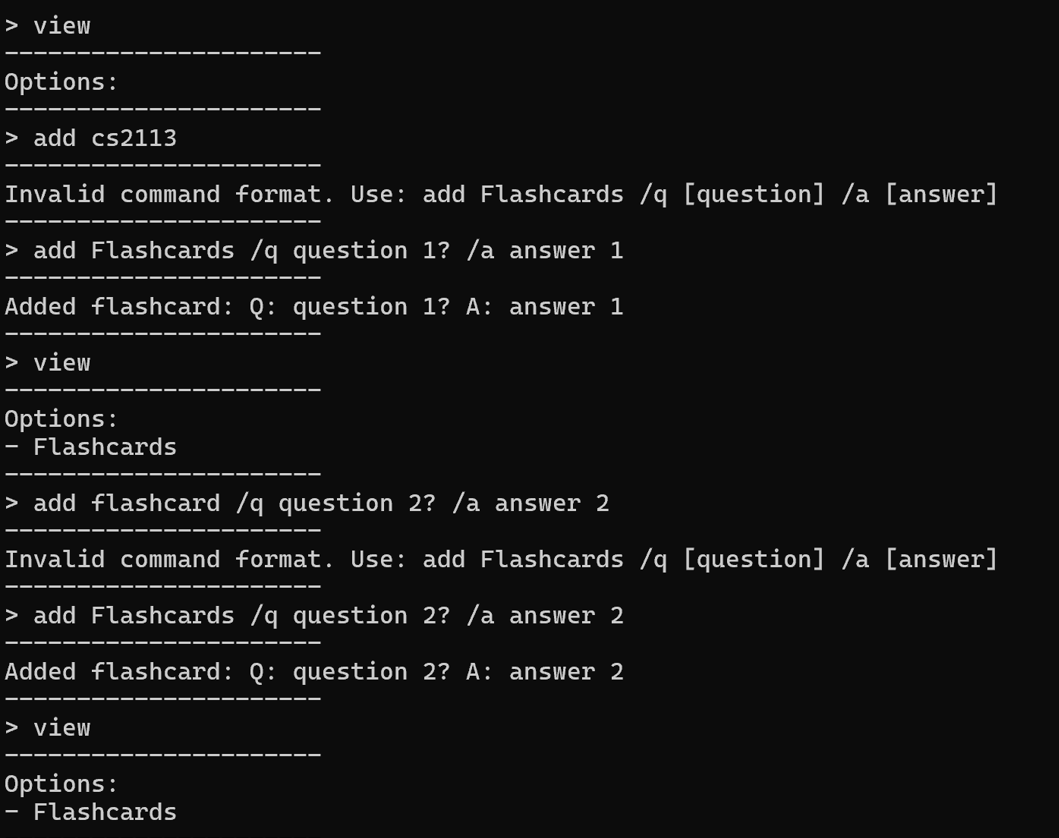 > view
----------------------
Options:
----------------------
> add cs2113
----------------------
Invalid command format. Use: add Flashcards /q [question] /a [answer]
----------------------
> add Flashcards /q question 1? /a answer 1
----------------------
Added flashcard: Q: question 1? A: answer 1
----------------------
> view
----------------------
Options:
- Flashcards
----------------------
> add flashcard /q question 2? /a answer 2
----------------------
Invalid command format. Use: add Flashcards /q [question] /a [answer]
----------------------
> add Flashcards /q question 2? /a answer 2
----------------------
Added flashcard: Q: question 2? A: answer 2
----------------------
> view
----------------------
Options:
- Flashcards